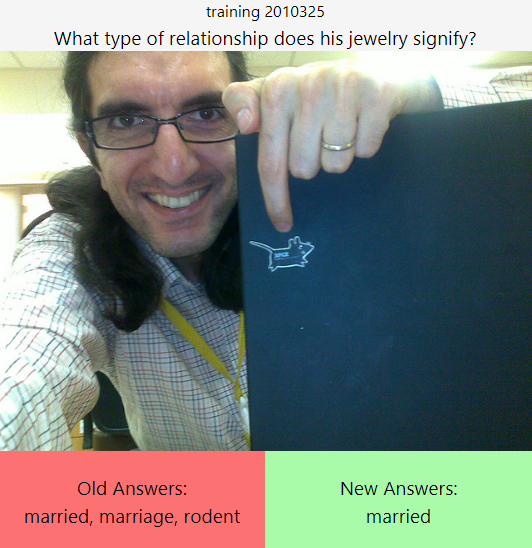 training 2010325
What type of relationship does his jewelry signify?
Old Answers:
married, marriage, rodent
New Answers:
married